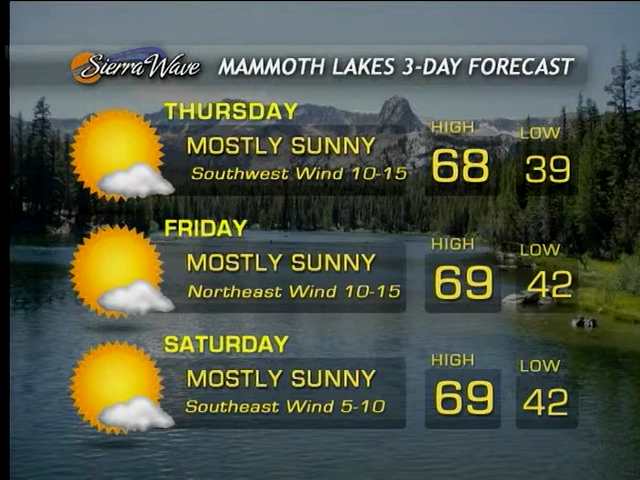 Sierra Wave MAMMOTH LAKES 3-DAY FORECAST
THURSDAY
MOSTLY SUNNY
Southwest Wind 10-15
HIGH
68
LOW
39
FRIDAY
MOSTLY SUNNY
Northeast Wind 10-15
HIGH
69
LOW
42
SATURDAY
MOSTLY SUNNY
Southeast Wind 5-10
HIGH
69
LOW
42